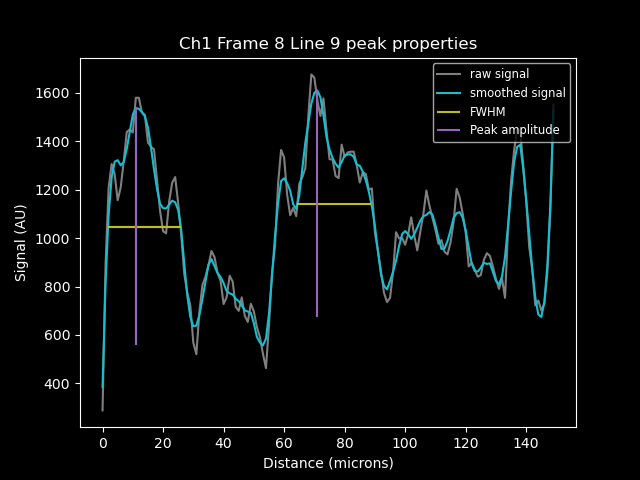 Ch1 Frame 8 Line 9 peak properties
raw signal
smoothed signal
FWHM
Peak amplitude
Signal (AU)
1600
1400
1200
1000
800
600
400
0 20 40 60 80 100 120 140
Distance (microns)